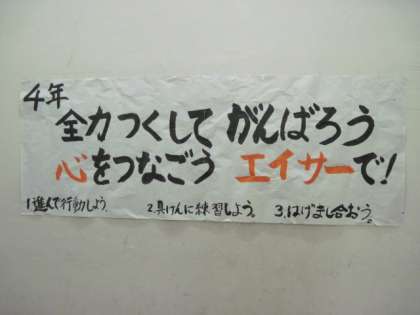 4年
全力つくして がんばろう
心をつなごう エイサーで!
1.進んで行動しよう。 2.真けんに練習しよう。 3.はげまし合おう。